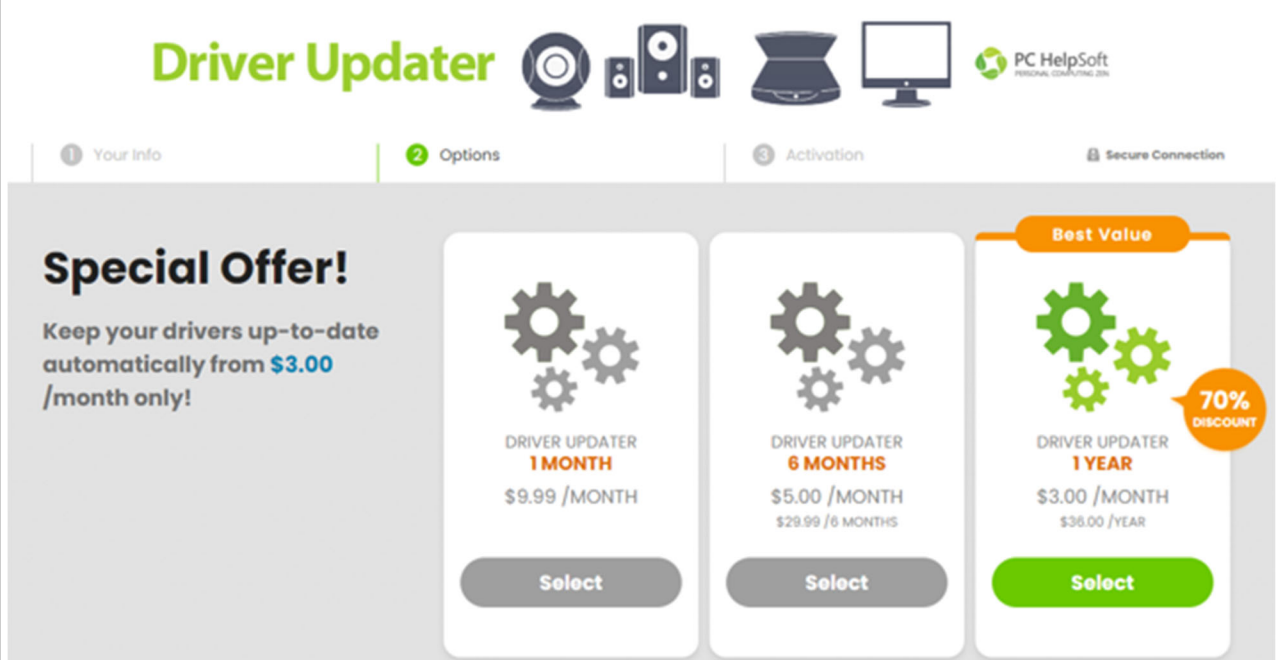 Driver Updater
PC HelpSoft
PERSONAL COMPUTING ZEN
1 Your Info
2 Options
3 Activation
Secure Connection
Special Offer!
Keep your drivers up-to-date
automatically from $3.00
/month only!
DRIVER UPDATER
1 MONTH
$9.99 /MONTH
Select
DRIVER UPDATER
6 MONTHS
$5.00 /MONTH
$29.99 /6 MONTHS
Select
Best Value
70%
DISCOUNT
DRIVER UPDATER
1 YEAR
$3.00 /MONTH
$36.00 /YEAR
Select